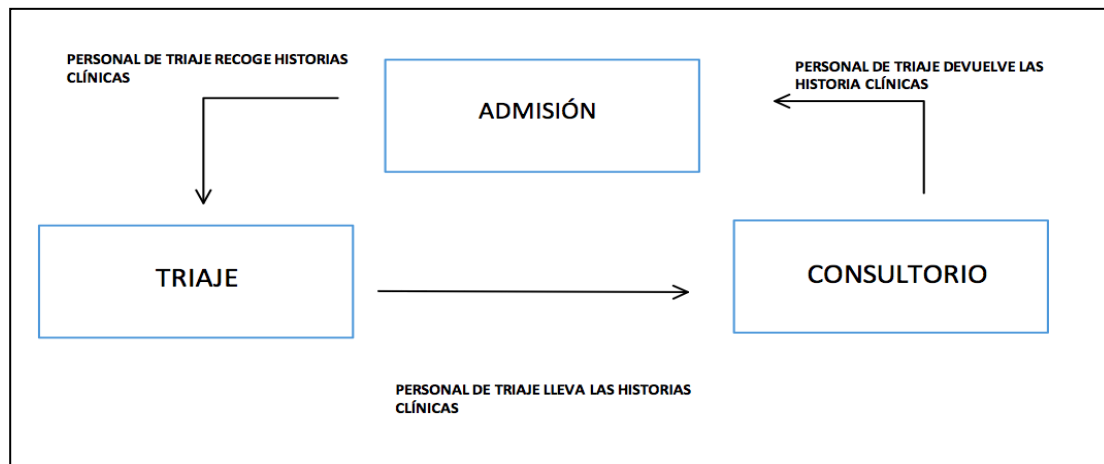 PERSONAL DE TRIAJE RECOGE HISTORIAS
CLÍNICAS
ADMISIÓN
PERSONAL DE TRIAJE DEVUELVE LAS
HISTORIA CLÍNICAS
TRIAJE
CONSULTORIO
PERSONAL DE TRIAJE LLEVA LAS HISTORIAS
CLÍNICAS